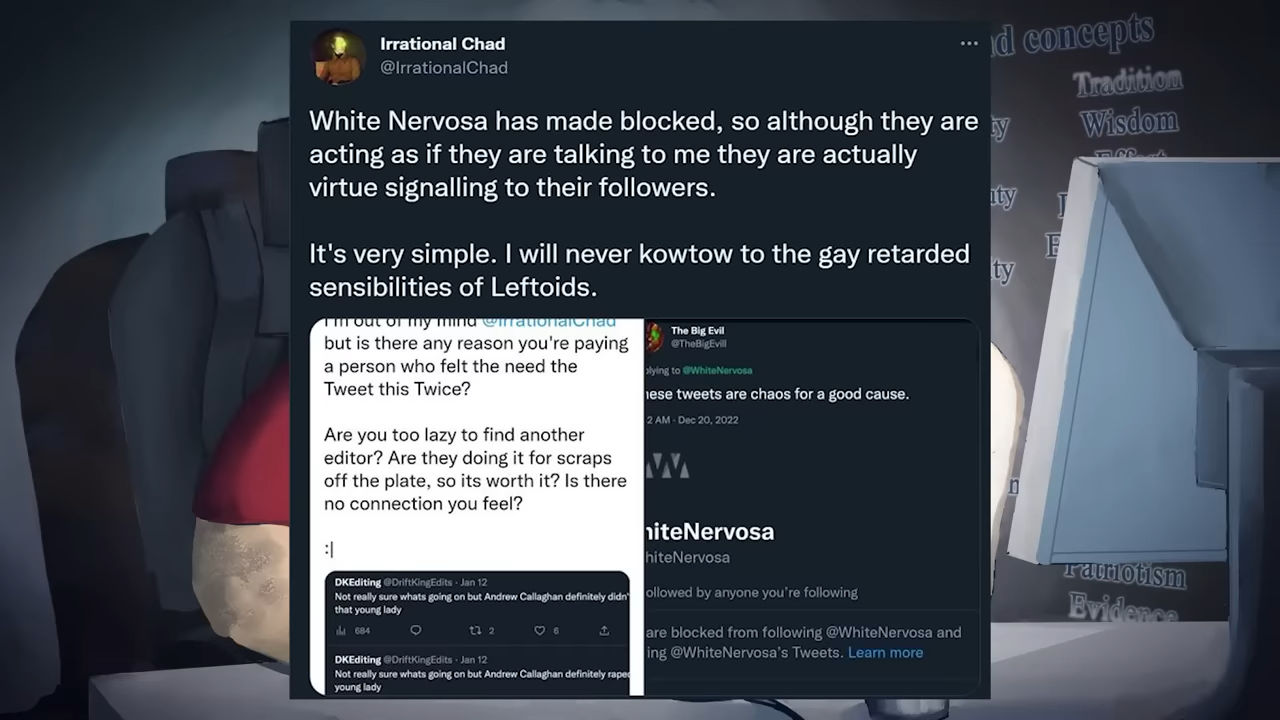 Irrational Chad
@IrrationalChad
White Nervosa has made blocked, so although they are
acting as if they are talking to me they are actually
virtue signalling to their followers.
It's very simple. I will never kowtow to the gay retarded
sensibilities of Leftoids.
I'm out of my mind @IrrationalChad
but is there any reason you're paying
a person who felt the need the
Tweet this Twice?
Are you too lazy to find another
editor? Are they doing it for scraps
off the plate, so its worth it? Is there
no connection you feel?
:|
DKEditing @DriftKingEdits · Jan 12
Not really sure whats going on but Andrew Callaghan definitely didn'
that young lady
684 2 6
DKEditing @DriftKingEdits · Jan 12
Not really sure whats going on but Andrew Callaghan definitely raped
young lady
The Big Evil
@TheBigEvill
plying to @WhiteNervosa
hese tweets are chaos for a good cause.
2 AM · Dec 20, 2022
hiteNervosa
hiteNervosa
ollowed by anyone you're following
are blocked from following @WhiteNervosa and
ing @WhiteNervosa's Tweets. Learn more
d concepts
Tradition
Wisdom
Patriotism
Evidence